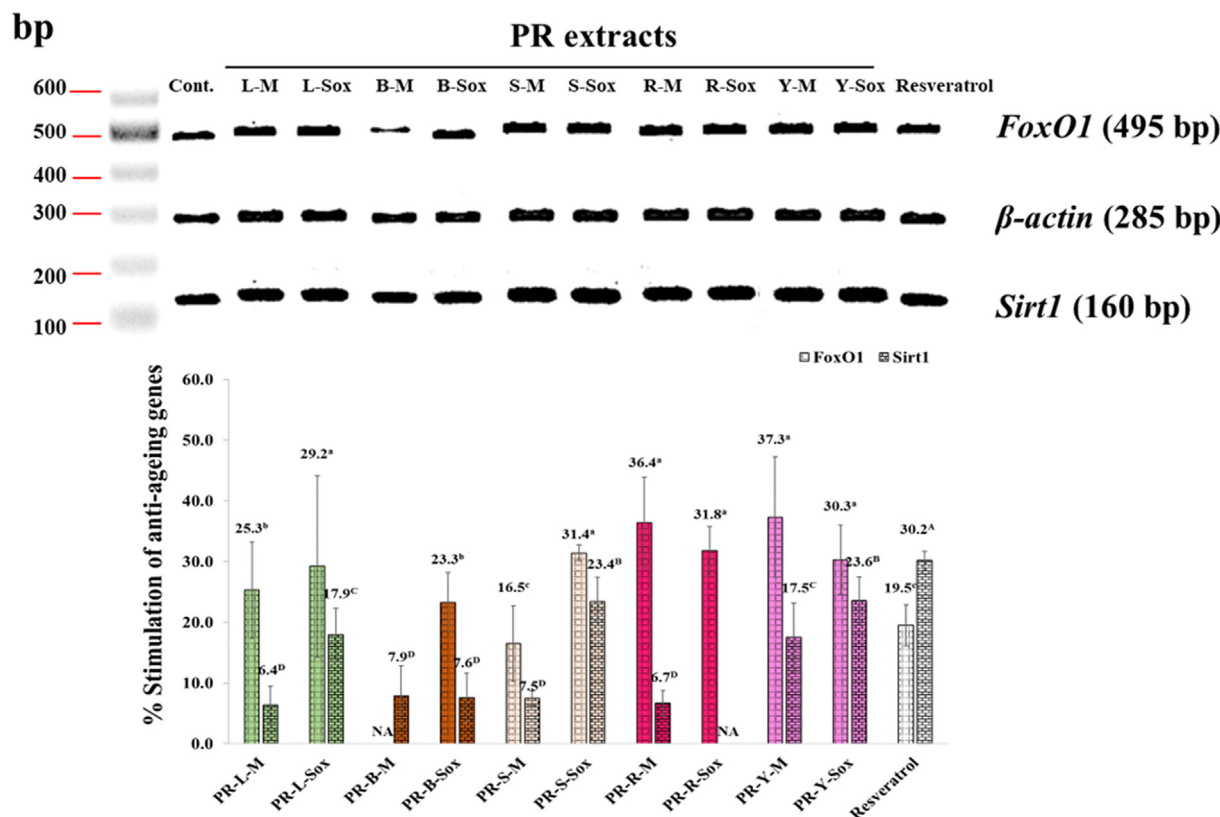 bp
PR extracts
Cont. L-M L-Sox B-M B-Sox S-M S-Sox R-M R-Sox Y-M Y-Sox Resveratrol
600
500
400
300
200
100
FoxO1 (495 bp)
β-actin (285 bp)
Sirt1 (160 bp)
FoxO1 Sirt1
% Stimulation of anti-ageing genes
60.0
50.0
40.0
30.0
20.0
10.0
0.0
25.3ᵇ 6.4ᴰ 29.2ᵃ 17.9ᶜ NA 7.9ᴰ 23.3ᵇ 7.6ᴰ 16.5ᶜ 7.5ᴰ 31.4ᵃ 23.4ᴮ 36.4ᵃ 6.7ᴰ 31.8ᵃ NA 37.3ᵃ 17.5ᶜ 30.3ᵃ 23.6ᴮ 19.5ᶜ 30.2ᴬ
PR-L-M PR-L-Sox PR-B-M PR-B-Sox PR-S-M PR-S-Sox PR-R-M PR-R-Sox PR-Y-M PR-Y-Sox Resveratrol